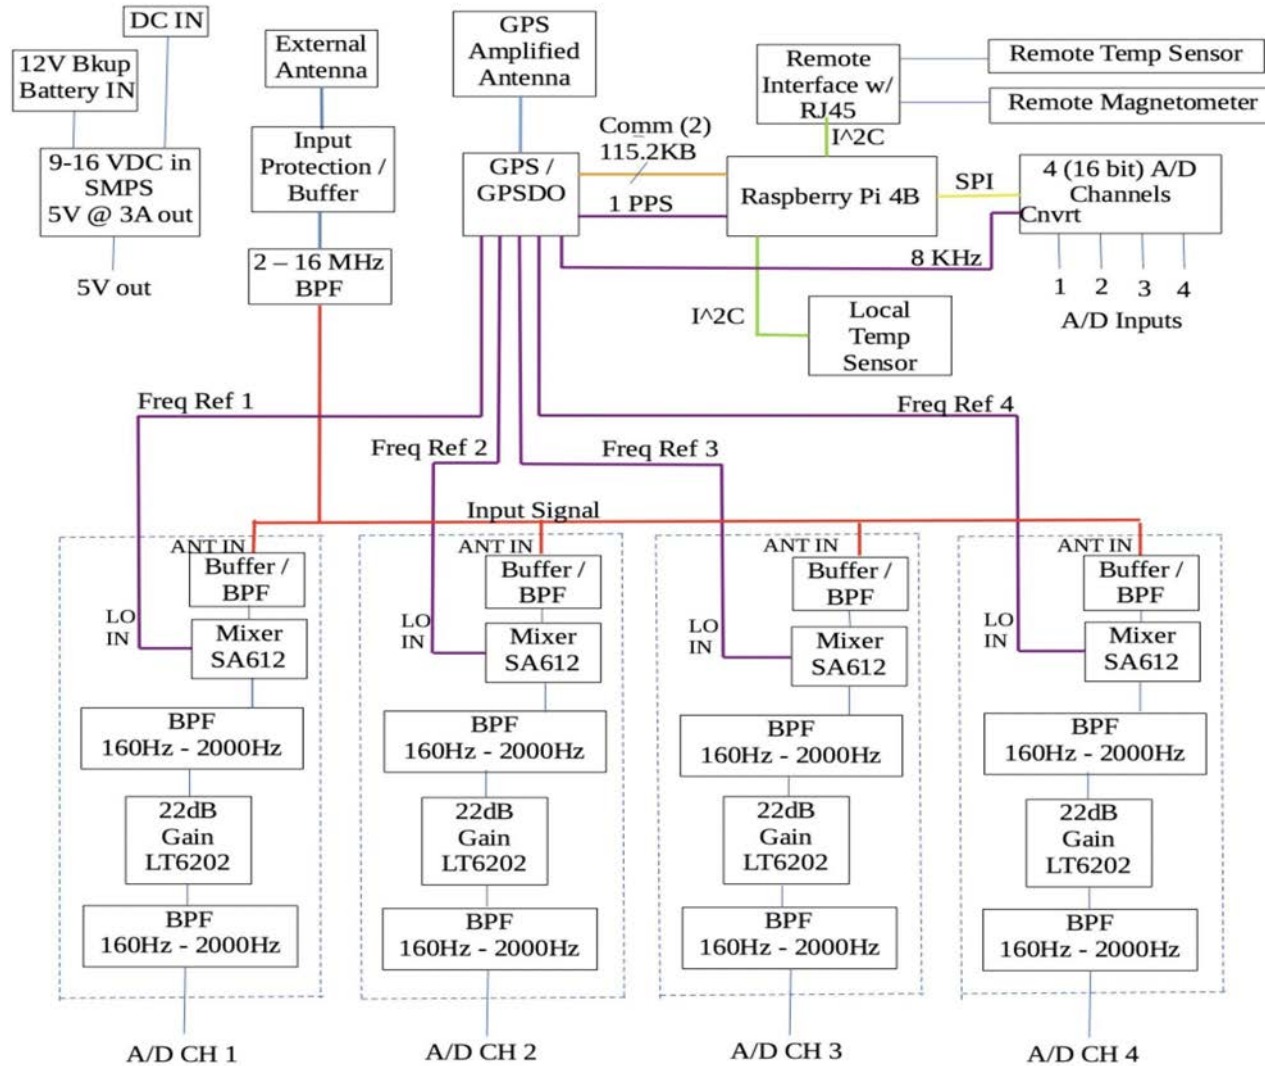 DC IN
12V Bkup
Battery IN
9-16 VDC in
SMPS
5V @ 3A out
5V out
External
Antenna
Input
Protection /
Buffer
2 – 16 MHz
BPF
GPS
Amplified
Antenna
GPS /
GPSDO
Comm (2)
115.2KB
1 PPS
Remote
Interface w/
RJ45
Remote Temp Sensor
Remote Magnetometer
I^2C
Raspberry Pi 4B
SPI
4 (16 bit) A/D
Channels
Cnvrt
8 KHz
1 2 3 4
A/D Inputs
I^2C
Local
Temp
Sensor
Freq Ref 1
Freq Ref 2
Freq Ref 3
Freq Ref 4
Input Signal
ANT IN
Buffer /
BPF
LO
IN
Mixer
SA612
BPF
160Hz - 2000Hz
22dB
Gain
LT6202
BPF
160Hz - 2000Hz
A/D CH 1
ANT IN
Buffer /
BPF
LO
IN
Mixer
SA612
BPF
160Hz - 2000Hz
22dB
Gain
LT6202
BPF
160Hz - 2000Hz
A/D CH 2
ANT IN
Buffer /
BPF
LO
IN
Mixer
SA612
BPF
160Hz - 2000Hz
22dB
Gain
LT6202
BPF
160Hz - 2000Hz
A/D CH 3
ANT IN
Buffer /
BPF
LO
IN
Mixer
SA612
BPF
160Hz - 2000Hz
22dB
Gain
LT6202
BPF
160Hz - 2000Hz
A/D CH 4